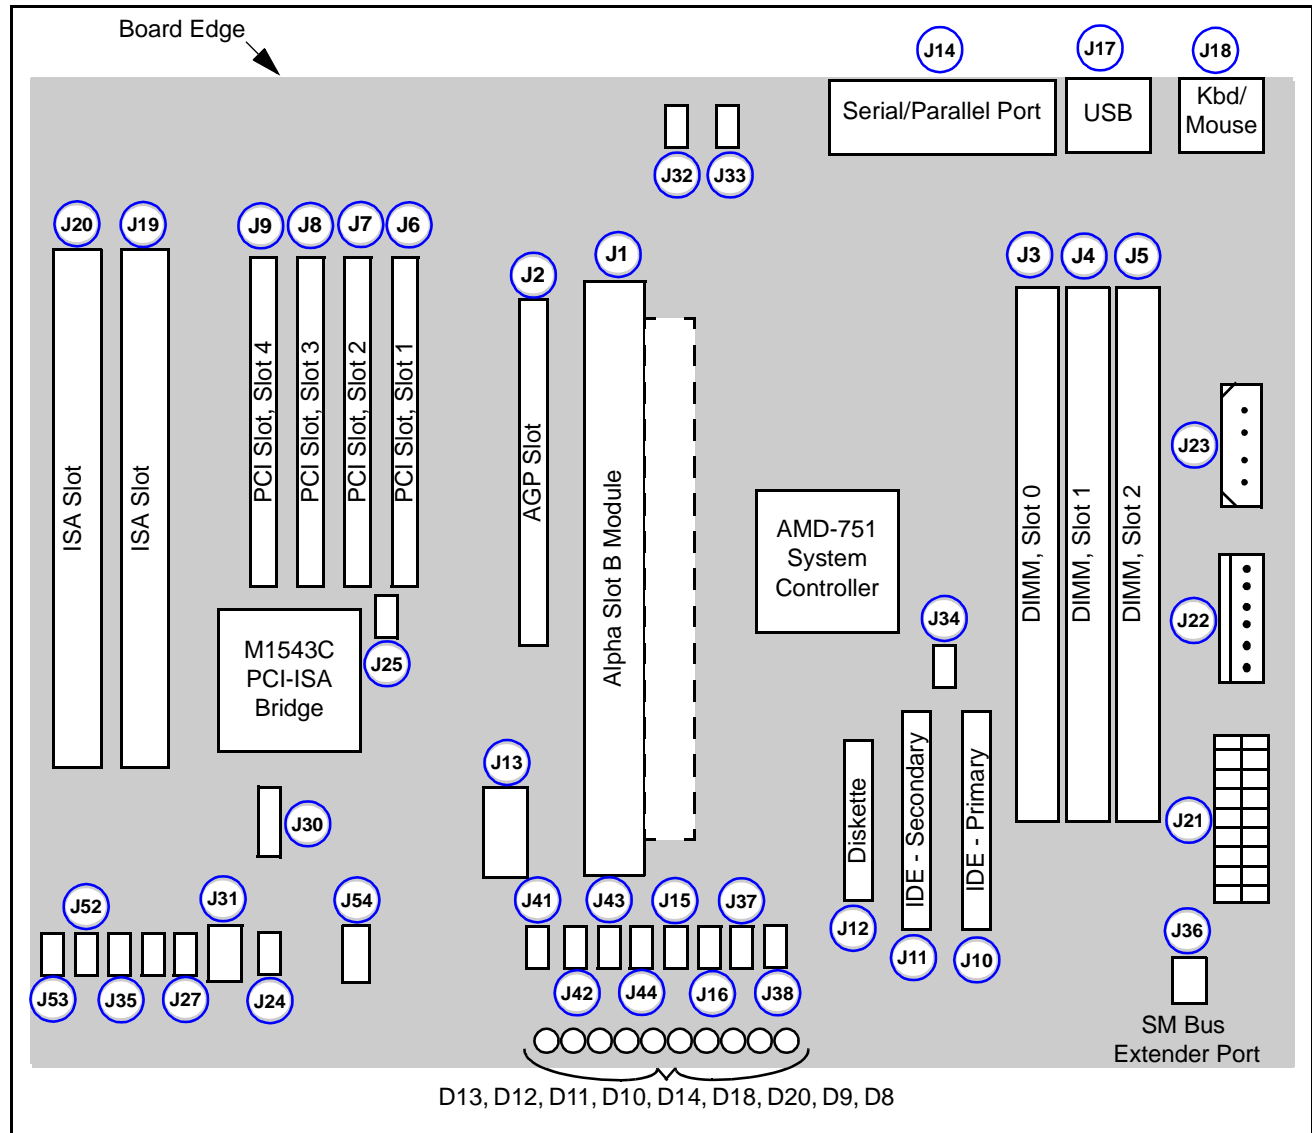 Board Edge
J14
J17
J18
Serial/Parallel Port
USB
Kbd/
Mouse
J32
J33
J20
J19
J9
J8
J7
J6
J2
J1
J3
J4
J5
ISA Slot
ISA Slot
PCI Slot, Slot 4
PCI Slot, Slot 3
PCI Slot, Slot 2
PCI Slot, Slot 1
AGP Slot
Alpha Slot B Module
AMD-751
System
Controller
DIMM, Slot 0
DIMM, Slot 1
DIMM, Slot 2
J23
J22
J34
M1543C
PCI-ISA
Bridge
J25
J13
J30
Diskette
IDE - Secondary
IDE - Primary
J21
J52
J31
J54
J41
J43
J15
J37
J12
J11
J10
J36
J53
J35
J27
J24
J42
J44
J16
J38
SM Bus
Extender Port
D13, D12, D11, D10, D14, D18, D20, D9, D8